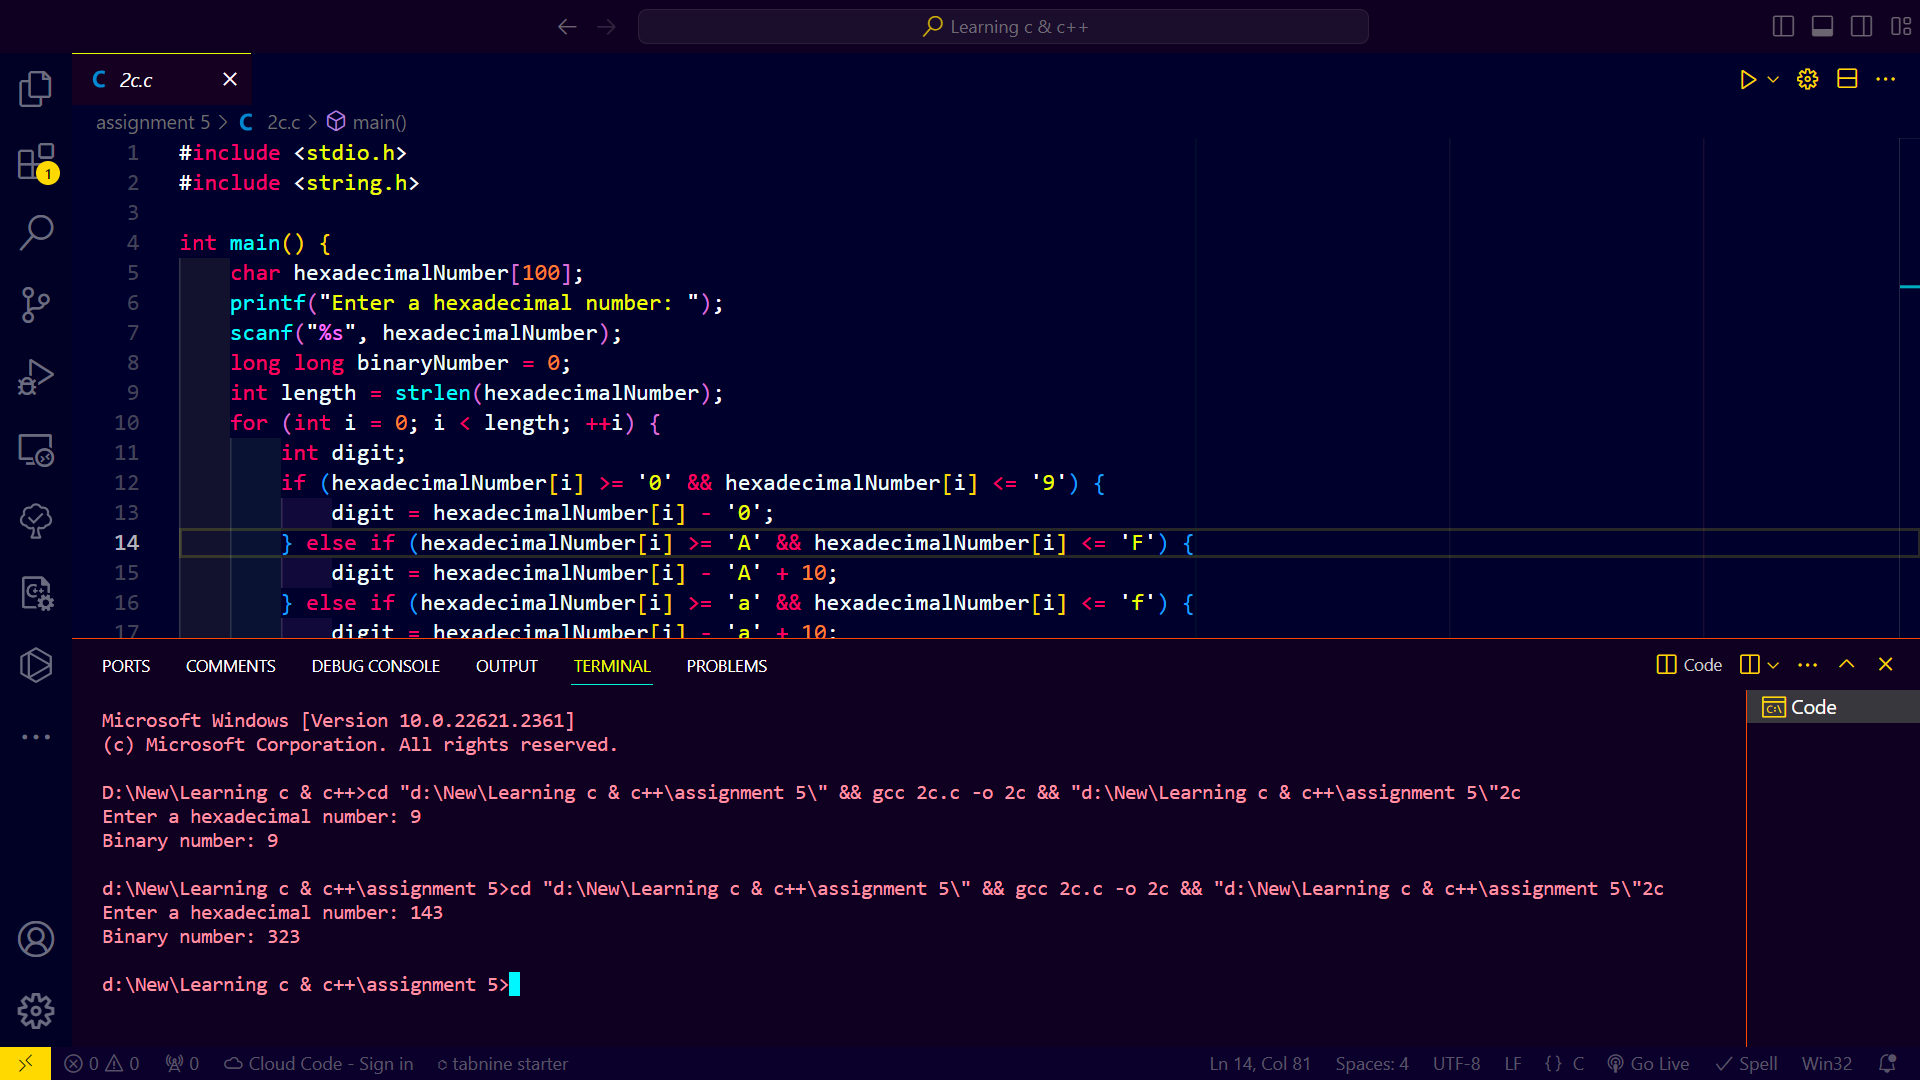 Learning c & c++
C 2c.c
assignment 5 > C 2c.c > main()
1 #include <stdio.h>
2 #include <string.h>
3
4 int main() {
5 char hexadecimalNumber[100];
6 printf("Enter a hexadecimal number: ");
7 scanf("%s", hexadecimalNumber);
8 long long binaryNumber = 0;
9 int length = strlen(hexadecimalNumber);
10 for (int i = 0; i < length; ++i) {
11 int digit;
12 if (hexadecimalNumber[i] >= '0' && hexadecimalNumber[i] <= '9') {
13 digit = hexadecimalNumber[i] - '0';
14 } else if (hexadecimalNumber[i] >= 'A' && hexadecimalNumber[i] <= 'F') {
15 digit = hexadecimalNumber[i] - 'A' + 10;
16 } else if (hexadecimalNumber[i] >= 'a' && hexadecimalNumber[i] <= 'f') {
17 digit = hexadecimalNumber[i] - 'a' + 10;
1
PORTS COMMENTS DEBUG CONSOLE OUTPUT TERMINAL PROBLEMS Code
Code
Microsoft Windows [Version 10.0.22621.2361]
(c) Microsoft Corporation. All rights reserved.
D:\New\Learning c & c++>cd "d:\New\Learning c & c++\assignment 5\" && gcc 2c.c -o 2c && "d:\New\Learning c & c++\assignment 5\"2c
Enter a hexadecimal number: 9
Binary number: 9
d:\New\Learning c & c++\assignment 5>cd "d:\New\Learning c & c++\assignment 5\" && gcc 2c.c -o 2c && "d:\New\Learning c & c++\assignment 5\"2c
Enter a hexadecimal number: 143
Binary number: 323
d:\New\Learning c & c++\assignment 5>
0 0 0 Cloud Code - Sign in tabnine starter Ln 14, Col 81 Spaces: 4 UTF-8 LF {} C Go Live Spell Win32